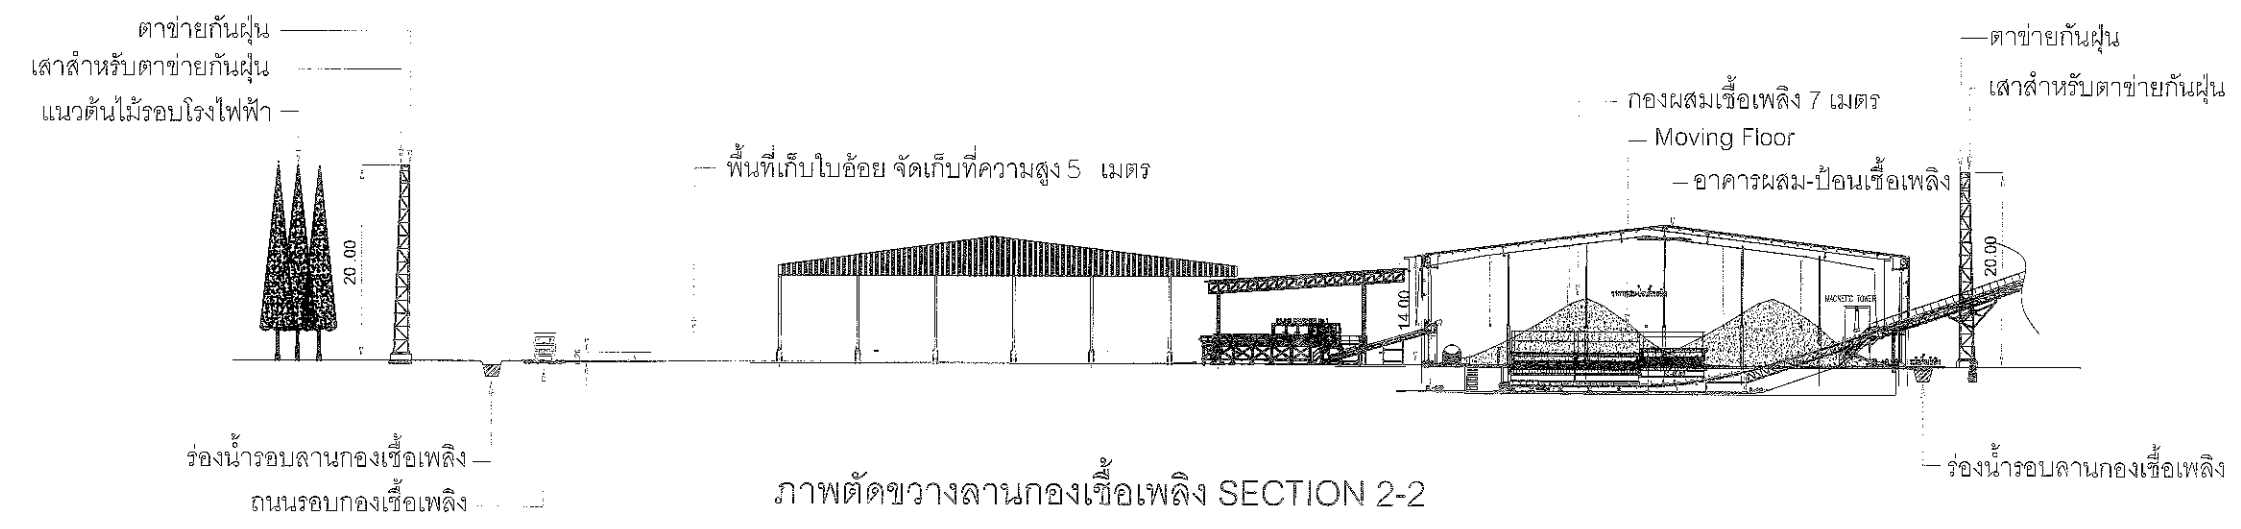 ตาข่ายกันฝุ่น
เสาสำหรับตาข่ายกันฝุ่น
แนวต้นไม้รอบโรงไฟฟ้า
พื้นที่เก็บใบอ้อย จัดเก็บที่ความสูง 5 เมตร
กองผสมเชื้อเพลิง 7 เมตร
Moving Floor
อาคารผสม-ป้อนเชื้อเพลิง
ตาข่ายกันฝุ่น
เสาสำหรับตาข่ายกันฝุ่น
20.00
14.00
MAGNETIC TOWER
20.00
ร่องน้ำรอบลานกองเชื้อเพลิง
ถนนรอบกองเชื้อเพลิง
ร่องน้ำรอบลานกองเชื้อเพลิง
ภาพตัดขวางลานกองเชื้อเพลิง SECTION 2-2